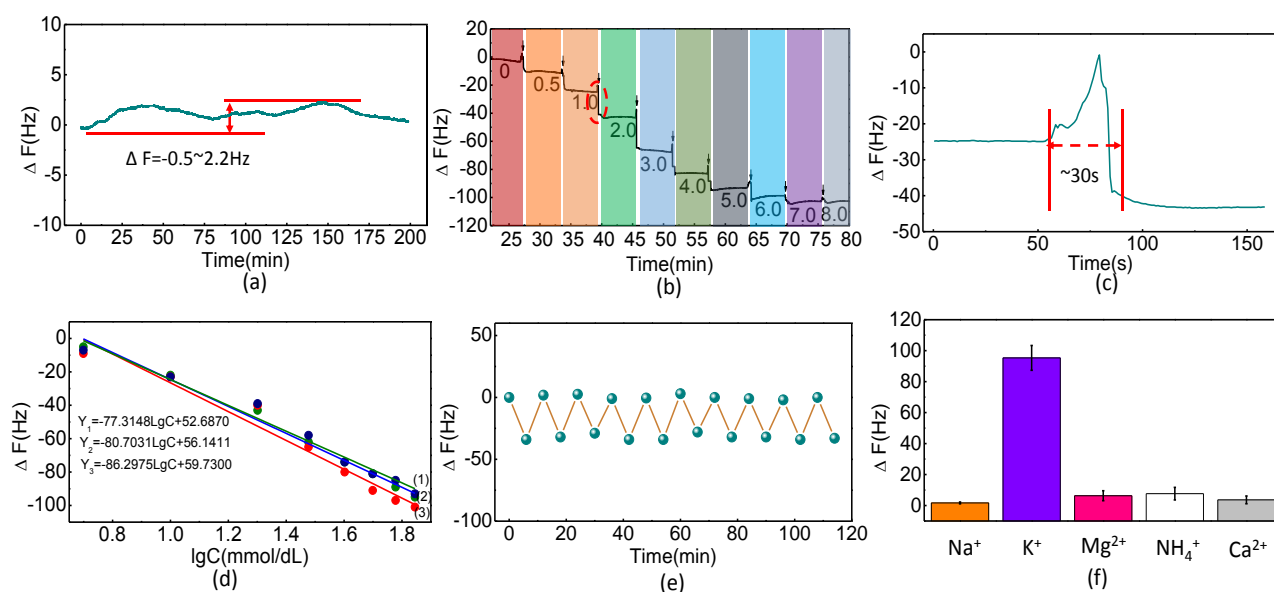 10
5
0
-5
-10
Δ F(Hz)
Δ F=-0.5~2.2Hz
0 25 50 75 100 125 150 175 200
Time(min)
(a)
20
0
-20
-40
-60
-80
-100
-120
Δ F(Hz)
0
0.5
1.0
2.0
3.0
4.0
5.0
6.0
7.0
8.0
25 30 35 40 45 50 55 60 65 70 75 80
Time(min)
(b)
10
0
-10
-20
-30
-40
-50
Δ F(Hz)
~30s
0 50 100 150
Time(s)
(c)
0
-20
-40
-60
-80
-100
Δ F(Hz)
Y1=-77.3148LgC+52.6870
Y2=-80.7031LgC+56.1411
Y3=-86.2975LgC+59.7300
(1)
(2)
(3)
0.8 1.0 1.2 1.4 1.6 1.8
lgC(mmol/dL)
(d)
50
0
-50
-100
Δ F(Hz)
0 20 40 60 80 100 120
Time(min)
(e)
120
100
80
60
40
20
0
Δ F(Hz)
Na⁺ K⁺ Mg²⁺ NH₄⁺ Ca²⁺
(f)